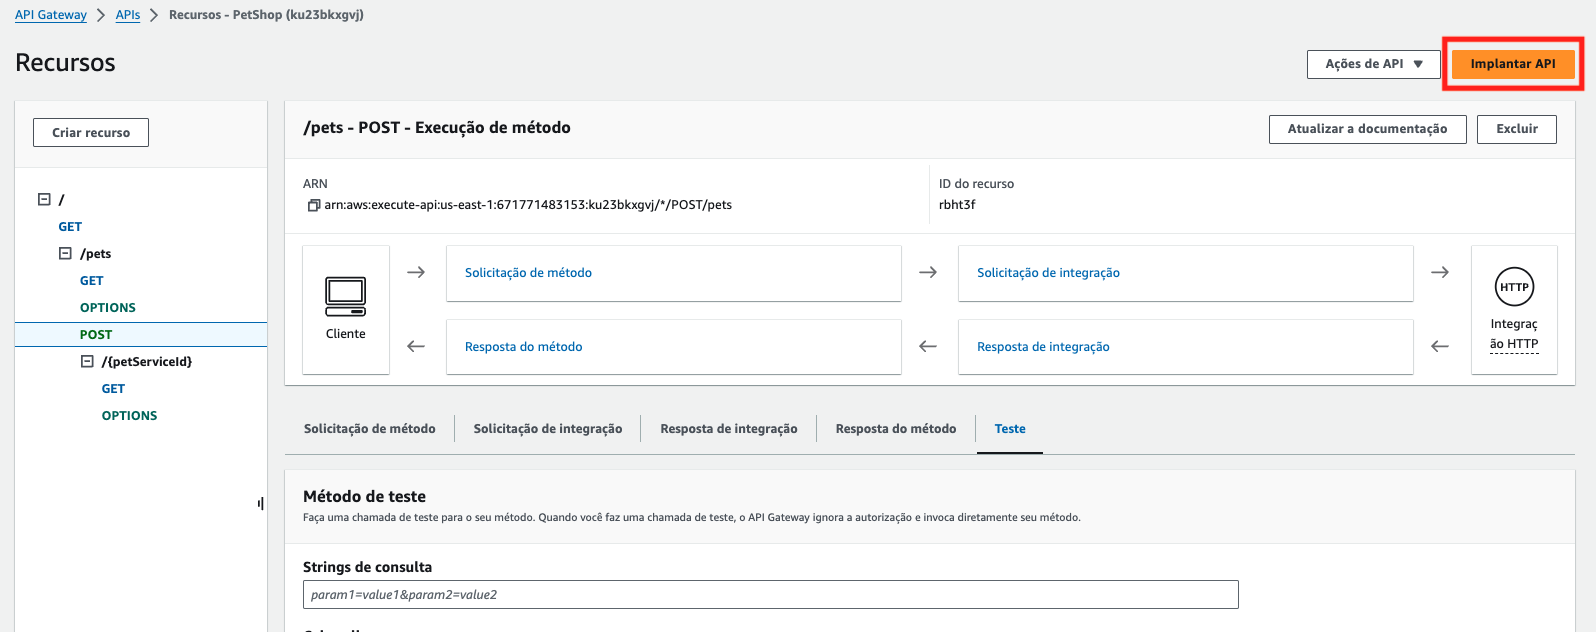 API Gateway > APIs > Recursos - PetShop (ku23bkxgvj)
Recursos
Ações de API ▼
Implantar API
Criar recurso
/
GET
/pets
GET
OPTIONS
POST
/{petServiceId}
GET
OPTIONS
/pets - POST - Execução de método
Atualizar a documentação
Excluir
ARN
arn:aws:execute-api:us-east-1:671771483153:ku23bkxgvj/*/POST/pets
ID do recurso
rbht3f
Cliente
Solicitação de método
Solicitação de integração
HTTP
Integraç
ão HTTP
Resposta do método
Resposta de integração
Solicitação de método
Solicitação de integração
Resposta de integração
Resposta do método
Teste
Método de teste
Faça uma chamada de teste para o seu método. Quando você faz uma chamada de teste, o API Gateway ignora a autorização e invoca diretamente seu método.
Strings de consulta
param1=value1&param2=value2